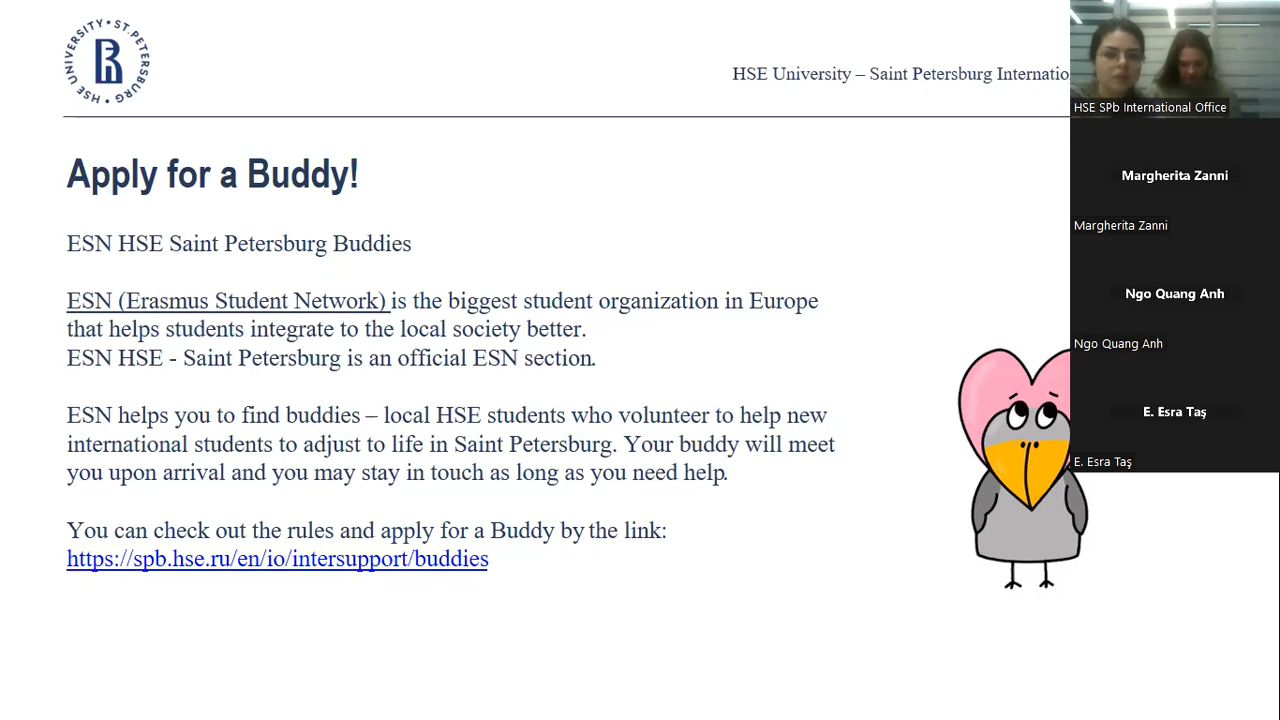 HSE UNIVERSITY • ST.PETERSBURG •
HSE University – Saint Petersburg
HSE SPb International Office
Margherita Zanni
Margherita Zanni
Ngo Quang Anh
Ngo Quang Anh
E. Esra Taş
E. Esra Taş
Apply for a Buddy!
ESN HSE Saint Petersburg Buddies
ESN (Erasmus Student Network) is the biggest student organization in Europe
that helps students integrate to the local society better.
ESN HSE - Saint Petersburg is an official ESN section.
ESN helps you to find buddies – local HSE students who volunteer to help new
international students to adjust to life in Saint Petersburg. Your buddy will meet
you upon arrival and you may stay in touch as long as you need help.
You can check out the rules and apply for a Buddy by the link:
https://spb.hse.ru/en/io/intersupport/buddies